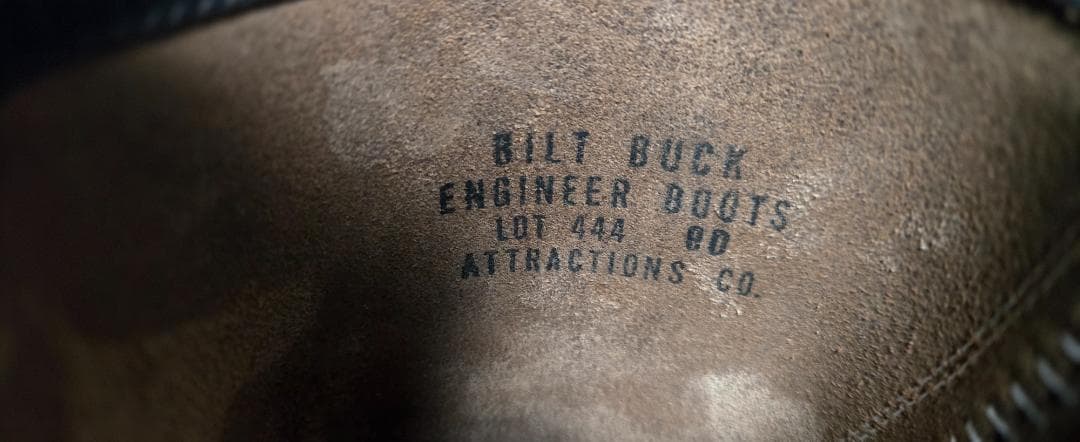 BILT BUCK
ENGINEER BOOTS
LOT 444 8D
ATTRACTIONS CO.